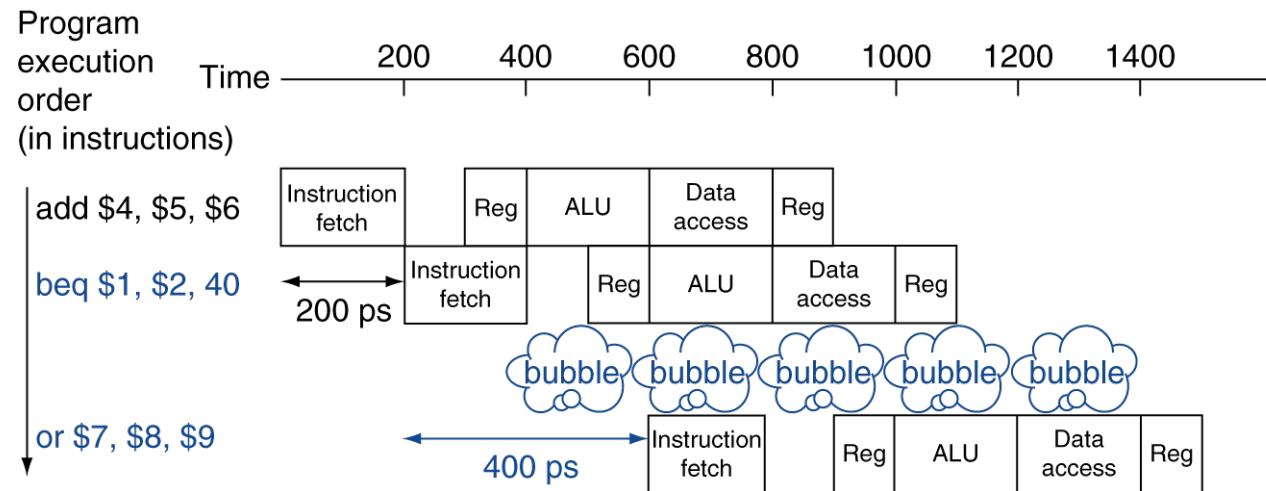 Program
execution
order
(in instructions)
Time
200 400 600 800 1000 1200 1400
add $4, $5, $6
Instruction
fetch
Reg
ALU
Data
access
Reg
beq $1, $2, 40
200 ps
Instruction
fetch
Reg
ALU
Data
access
Reg
bubble bubble bubble bubble bubble
or $7, $8, $9
400 ps
Instruction
fetch
Reg
ALU
Data
access
Reg